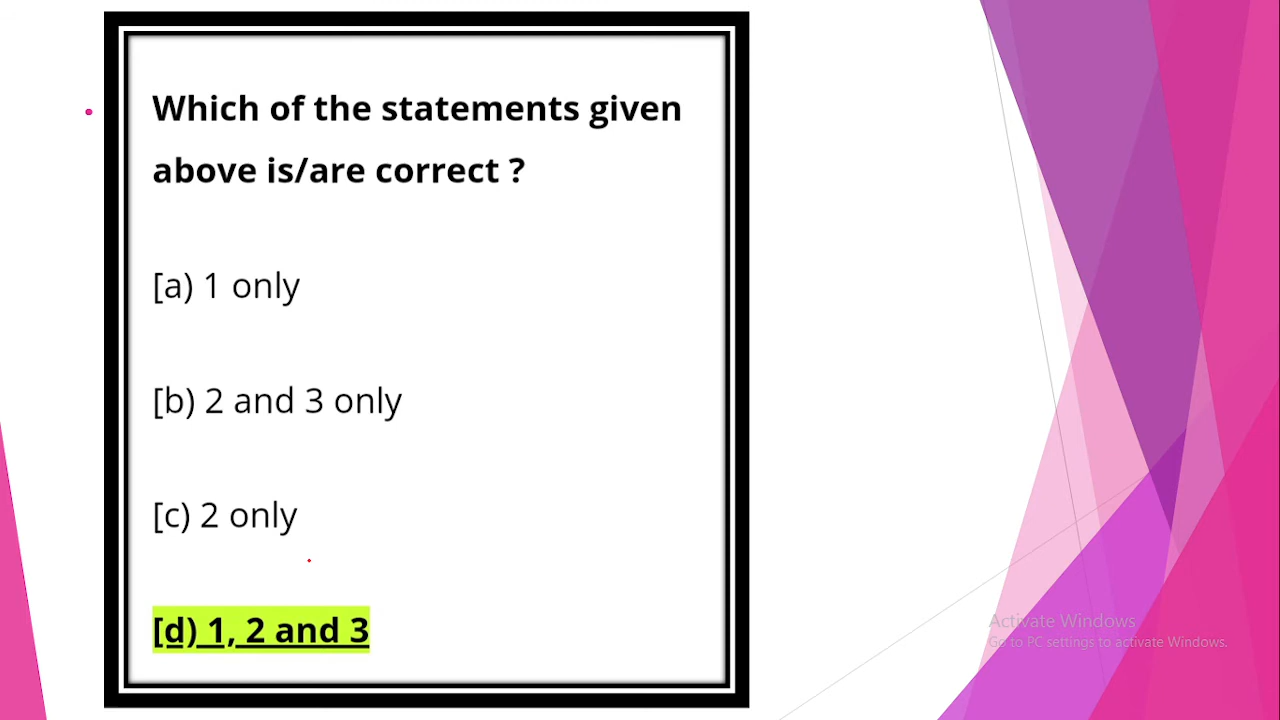 Which of the statements given
above is/are correct ?
[a) 1 only
[b) 2 and 3 only
[c) 2 only
[d) 1, 2 and 3
Activate Windows
Go to PC settings to activate Windows.